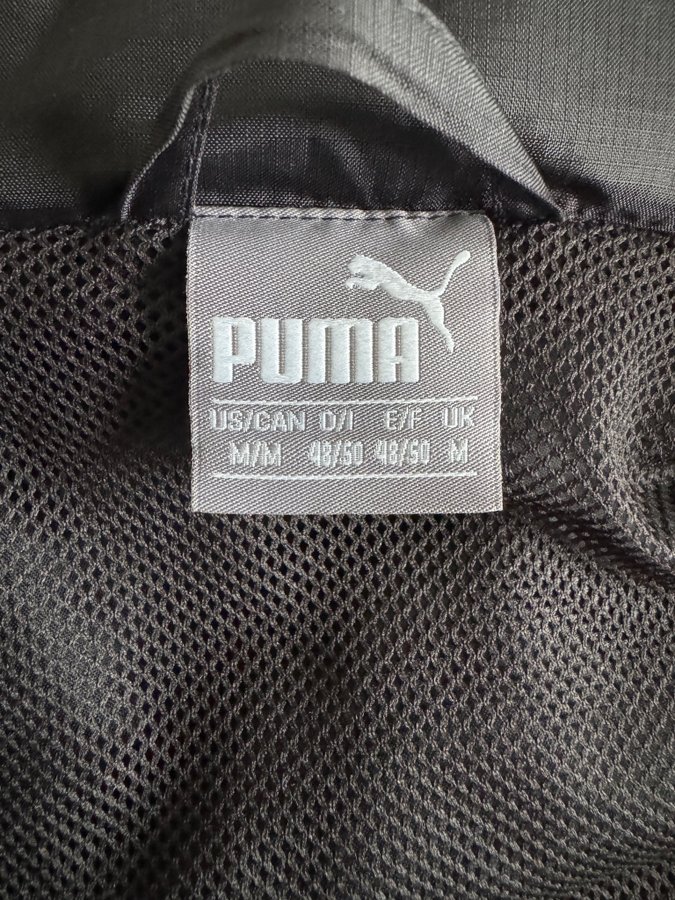 PUMA
US/CAN D/I E/F UK
M/M 48/50 48/50 M